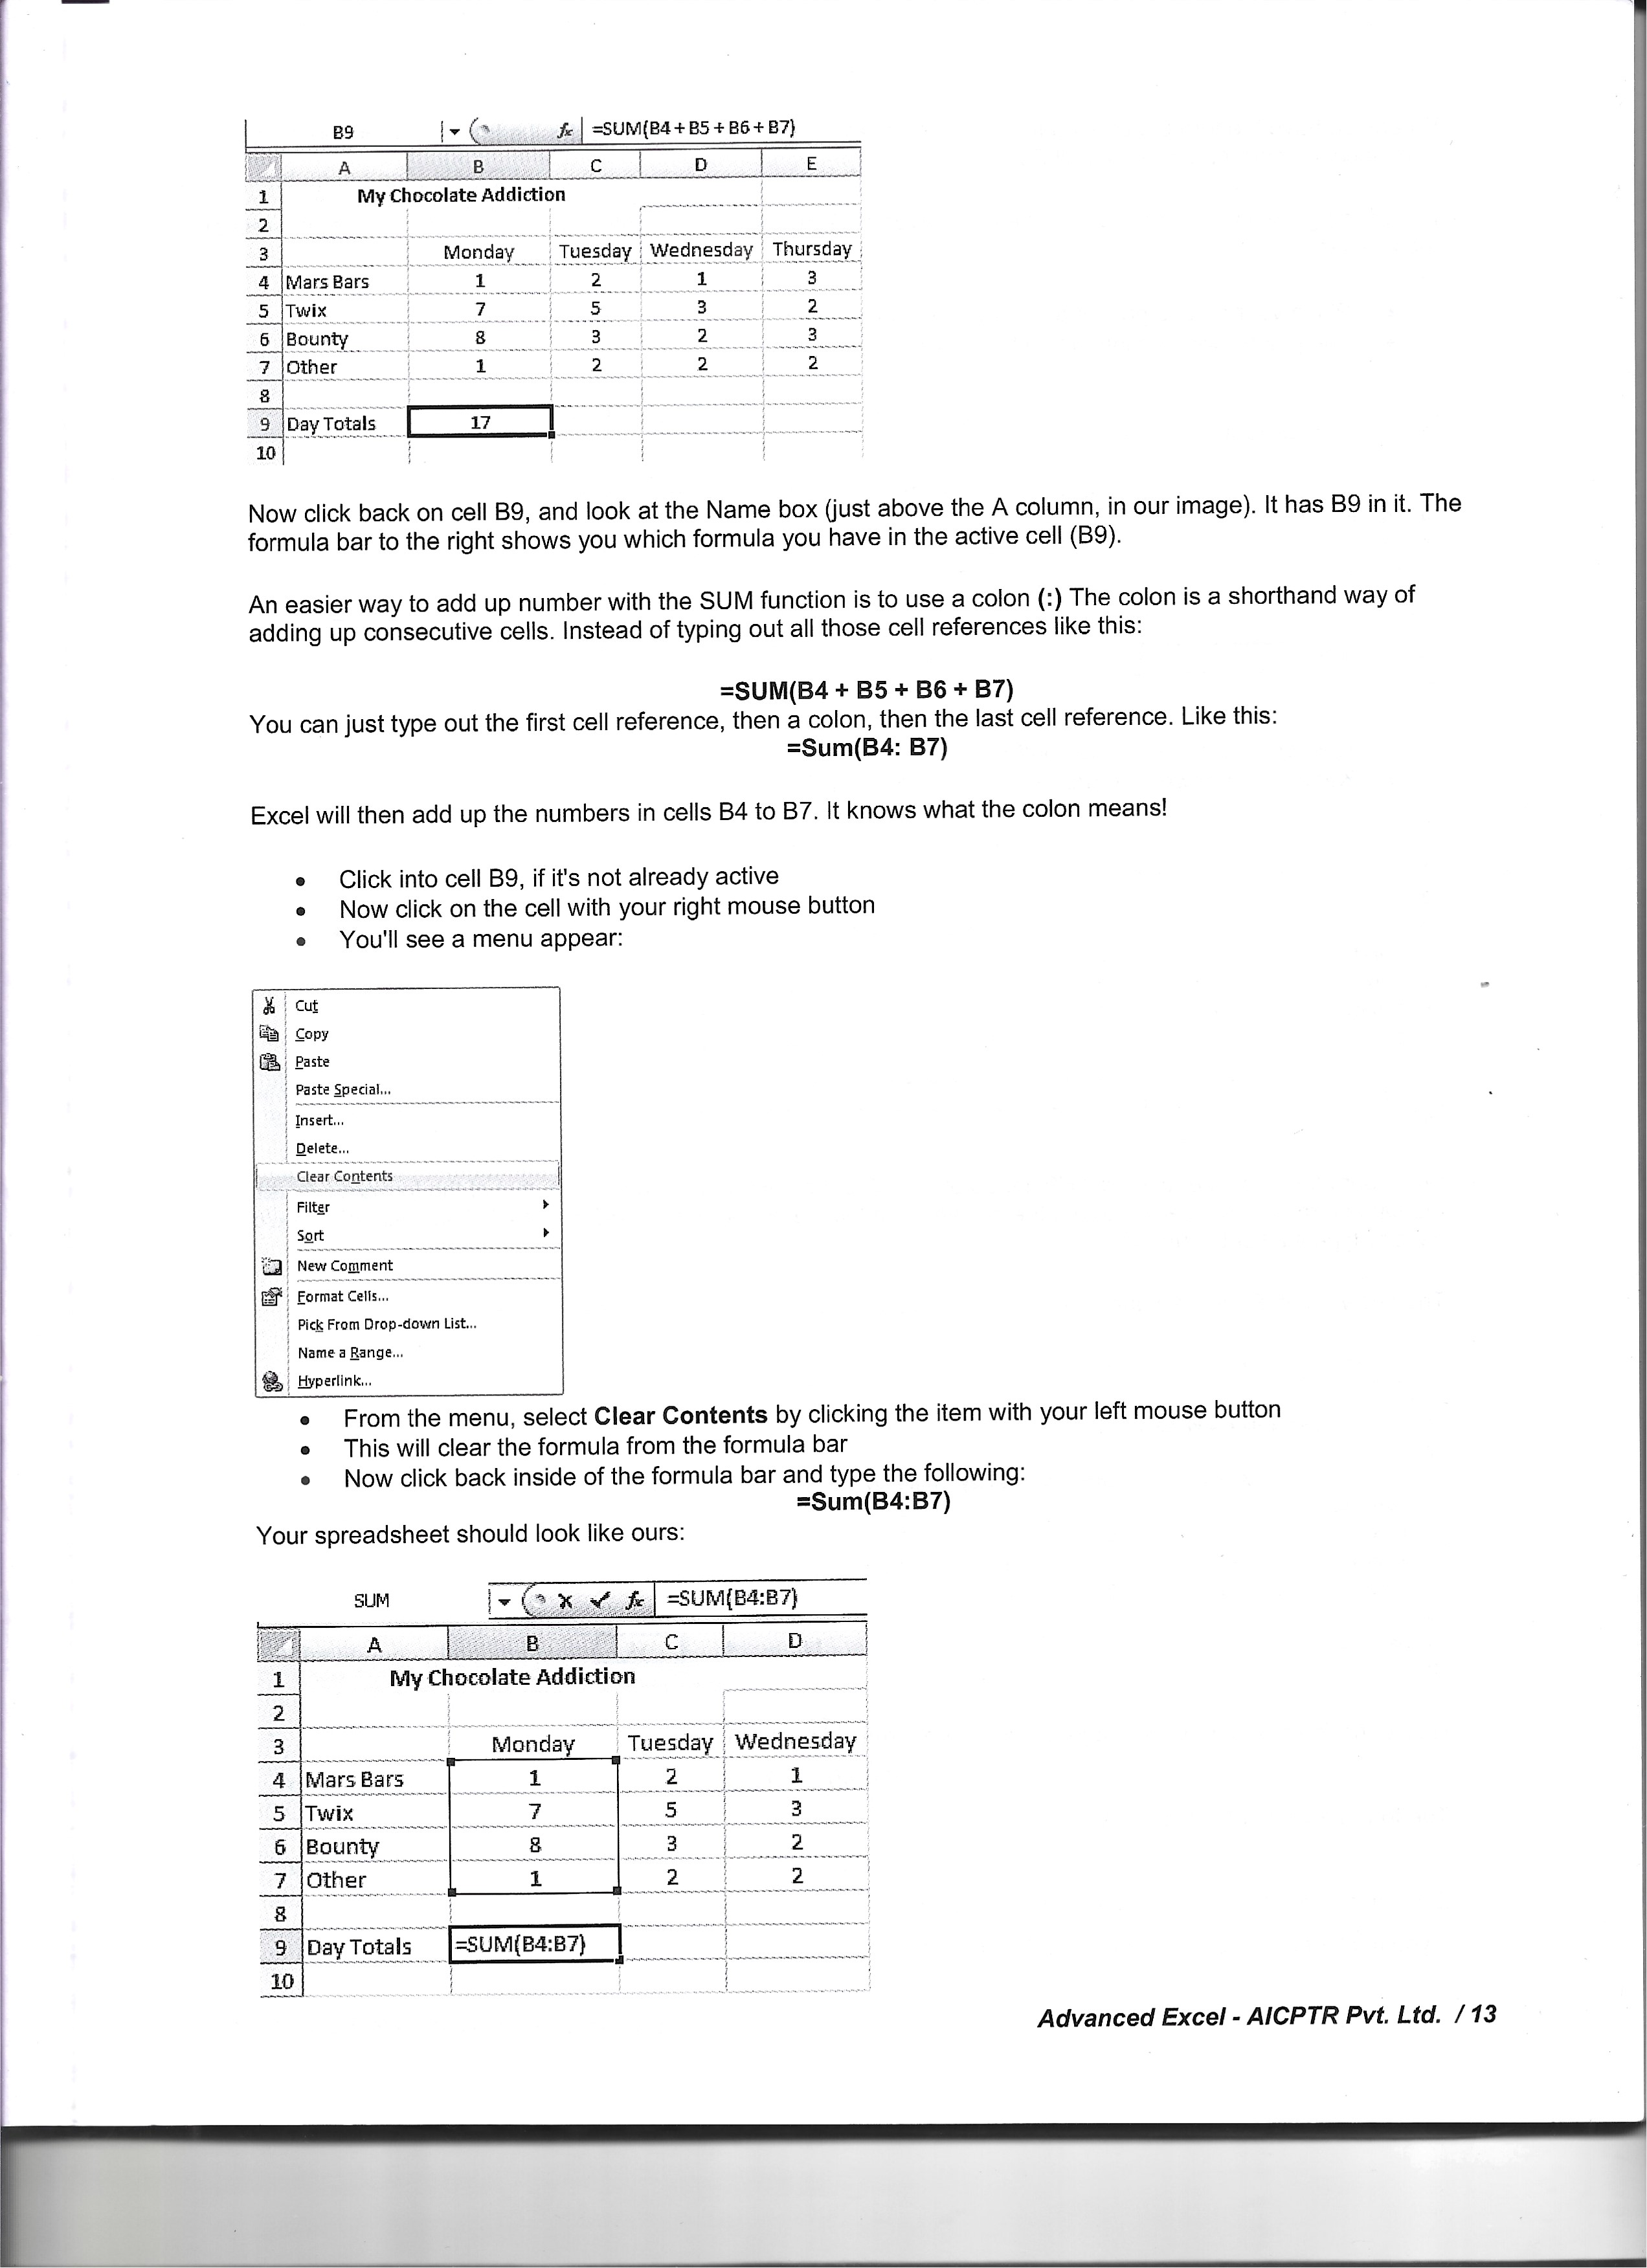 B9 fx =SUM(B4+B5+B6+B7)
A B C D E
1 My Chocolate Addiction
2
3 Monday Tuesday Wednesday Thursday
4 Mars Bars 1 2 1 3
5 Twix 7 5 3 2
6 Bounty 8 3 2 3
7 Other 1 2 2 2
8
9 Day Totals 17
10
Now click back on cell B9, and look at the Name box (just above the A column, in our image). It has B9 in it. The
formula bar to the right shows you which formula you have in the active cell (B9).
An easier way to add up number with the SUM function is to use a colon (:) The colon is a shorthand way of
adding up consecutive cells. Instead of typing out all those cell references like this:
=SUM(B4 + B5 + B6 + B7)
You can just type out the first cell reference, then a colon, then the last cell reference. Like this:
=Sum(B4: B7)
Excel will then add up the numbers in cells B4 to B7. It knows what the colon means!
• Click into cell B9, if it's not already active
• Now click on the cell with your right mouse button
• You'll see a menu appear:
Cut
Copy
Paste
Paste Special...
Insert...
Delete...
Clear Contents
Filter
Sort
New Comment
Format Cells...
Pick From Drop-down List...
Name a Range...
Hyperlink...
• From the menu, select Clear Contents by clicking the item with your left mouse button
• This will clear the formula from the formula bar
• Now click back inside of the formula bar and type the following:
=Sum(B4:B7)
Your spreadsheet should look like ours:
SUM fx =SUM(B4:B7)
A B C D
1 My Chocolate Addiction
2
3 Monday Tuesday Wednesday
4 Mars Bars 1 2 1
5 Twix 7 5 3
6 Bounty 8 3 2
7 Other 1 2 2
8
9 Day Totals =SUM(B4:B7)
10
Advanced Excel - AICPTR Pvt. Ltd. / 13